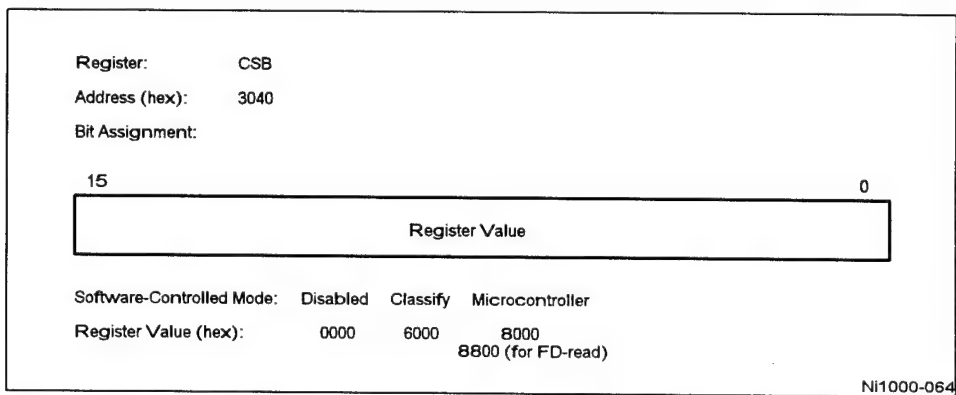 Register: CSB
Address (hex): 3040
Bit Assignment:
15 0
Register Value
Software-Controlled Mode: Disabled Classify Microcontroller
Register Value (hex): 0000 6000 8000
8800 (for FD-read)
Ni1000-064